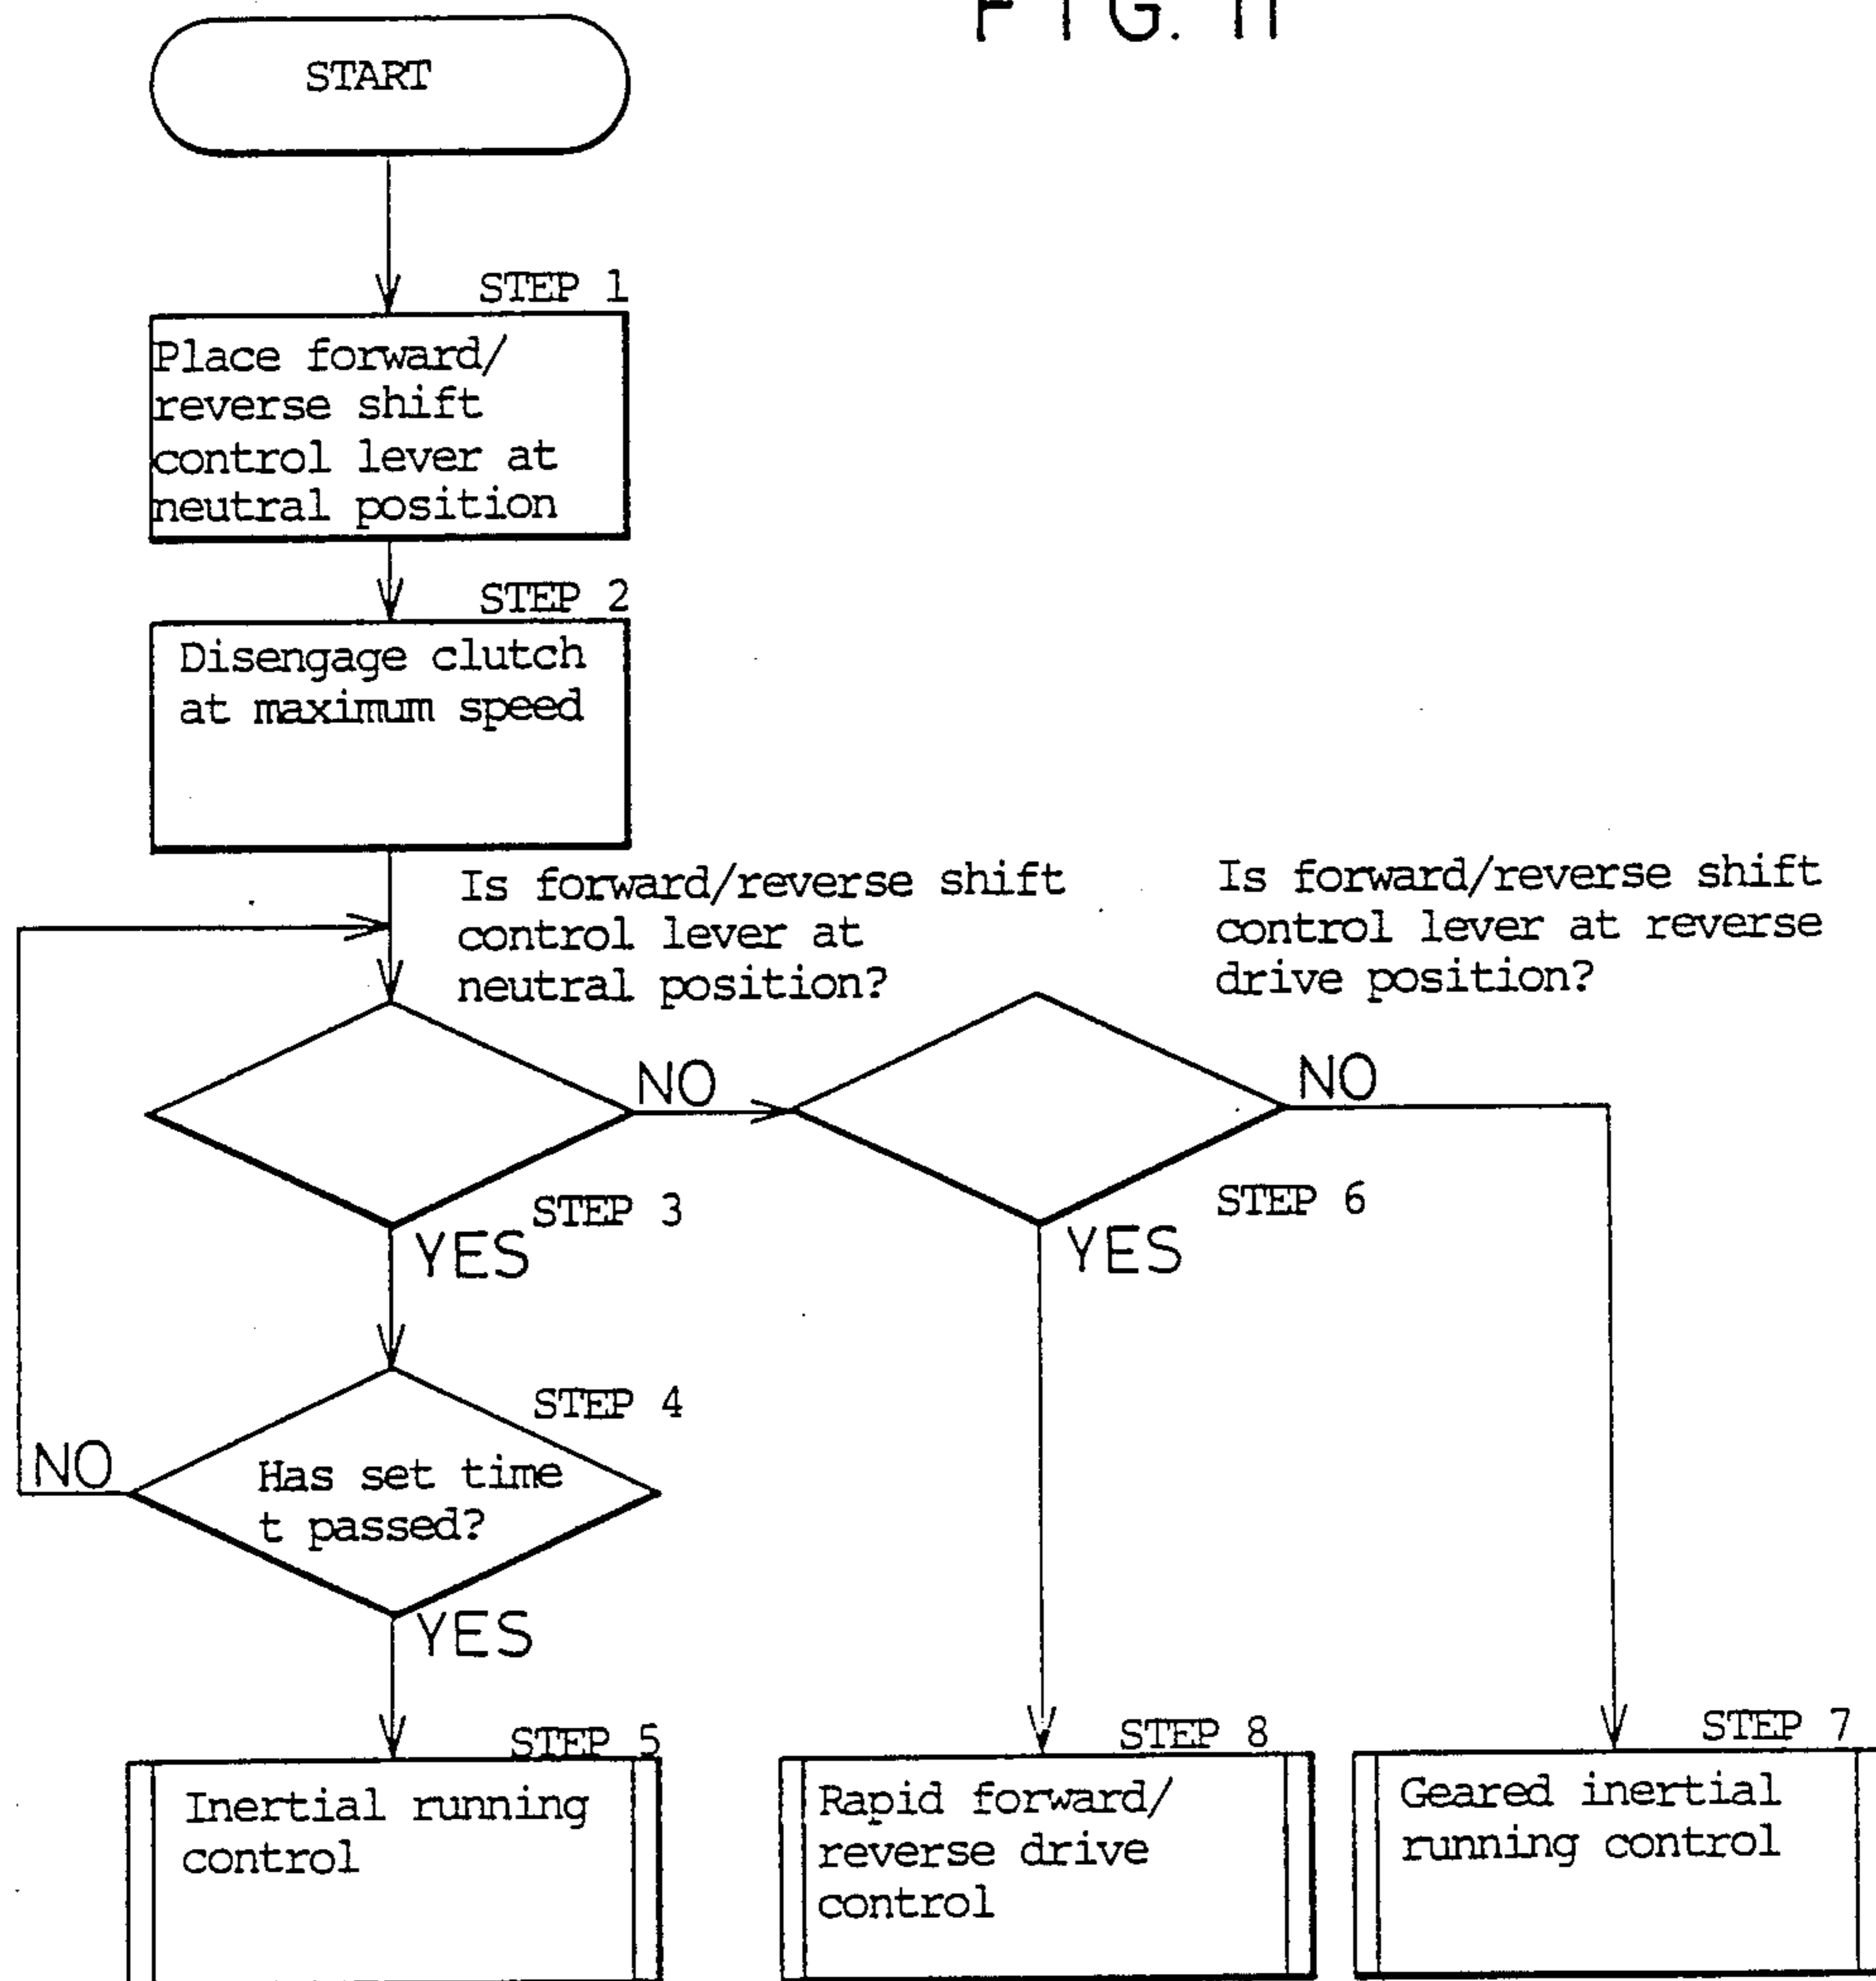 FIG. 11
START
STEP 1
Place forward/
reverse shift
control lever at
neutral position
STEP 2
Disengage clutch
at maximum speed
Is forward/reverse shift
control lever at
neutral position?
Is forward/reverse shift
control lever at reverse
drive position?
NO
NO
STEP 3
YES
STEP 6
YES
STEP 4
Has set time
t passed?
NO
YES
STEP 5
Inertial running
control
STEP 8
Rapid forward/
reverse drive
control
STEP 7
Geared inertial
running control